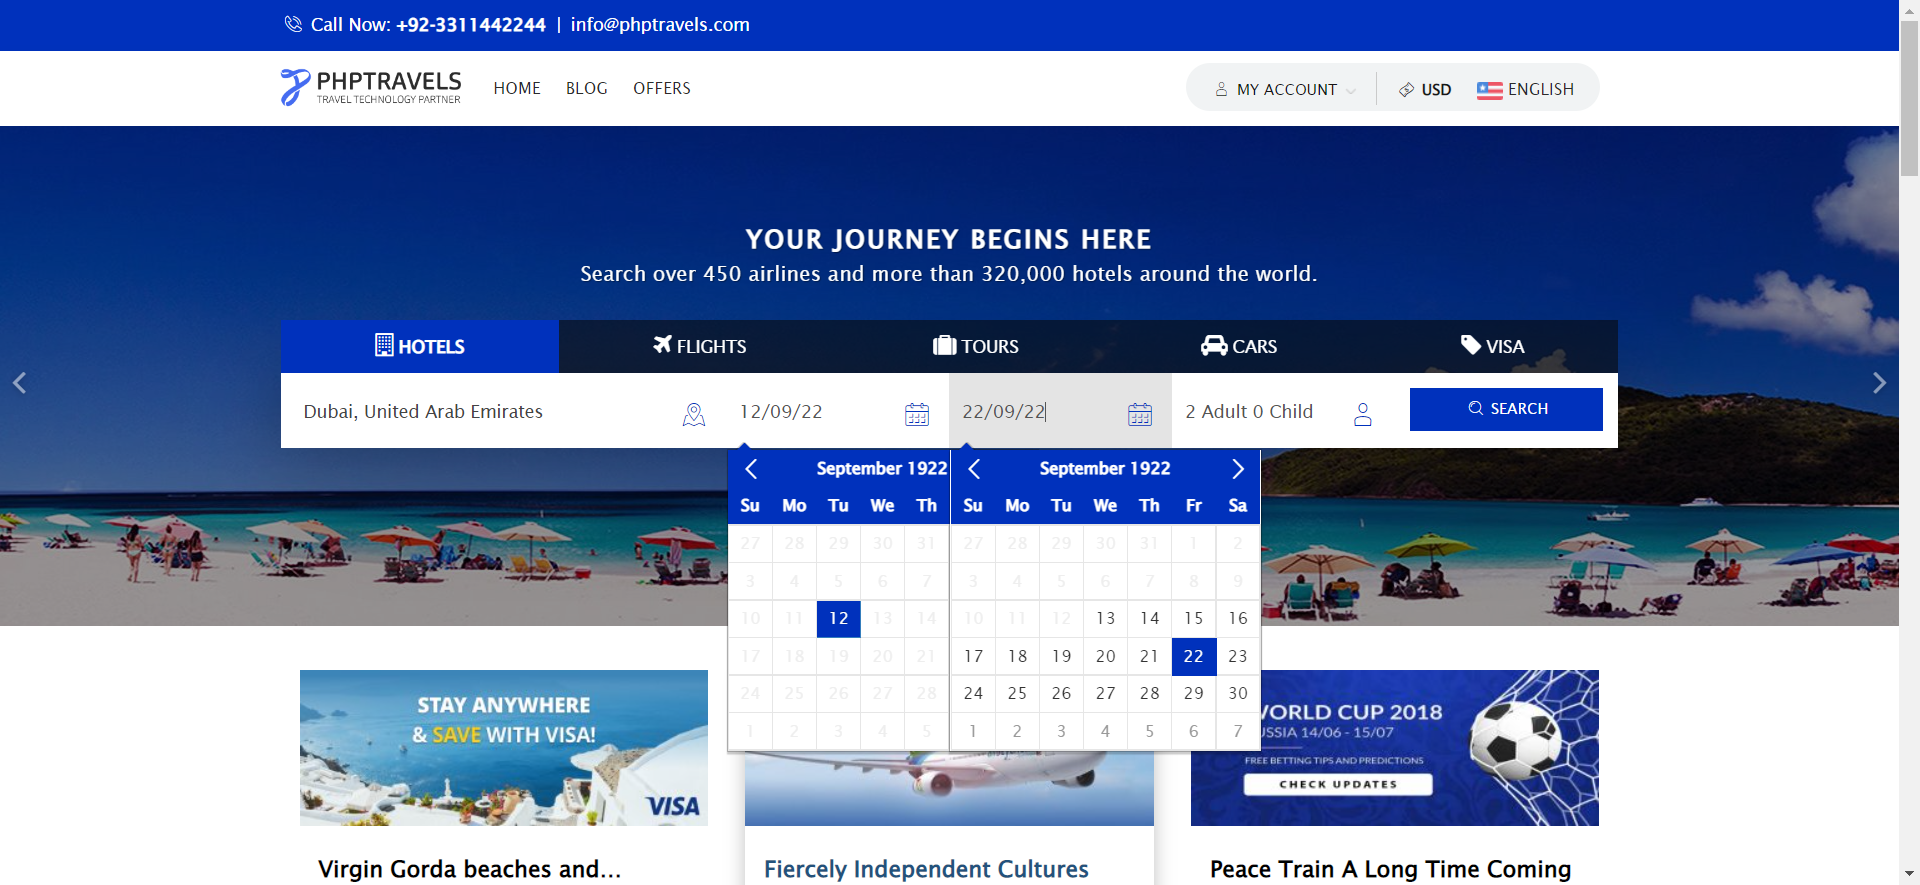 Call Now: +92-3311442244 | info@phptravels.com
PHPTRAVELS
TRAVEL TECHNOLOGY PARTNER
HOME BLOG OFFERS
MY ACCOUNT USD ENGLISH
YOUR JOURNEY BEGINS HERE
Search over 450 airlines and more than 320,000 hotels around the world.
HOTELS FLIGHTS TOURS CARS VISA
Dubai, United Arab Emirates 12/09/22 22/09/22 2 Adult 0 Child SEARCH
September 1922
Su Mo Tu We Th
27 28 29 30 31
3 4 5 6 7
10 11 12 13 14
17 18 19 20 21
24 25 26 27 28
1 2 3 4 5
September 1922
Su Mo Tu We Th Fr Sa
27 28 29 30 31 1 2
3 4 5 6 7 8 9
10 11 12 13 14 15 16
17 18 19 20 21 22 23
24 25 26 27 28 29 30
1 2 3 4 5 6 7
STAY ANYWHERE
& SAVE WITH VISA!
VISA
ORLD CUP 2018
USSIA 14/06 - 15/07
FREE BETTING TIPS AND PREDICTIONS
CHECK UPDATES
Virgin Gorda beaches and...
Fiercely Independent Cultures
Peace Train A Long Time Coming